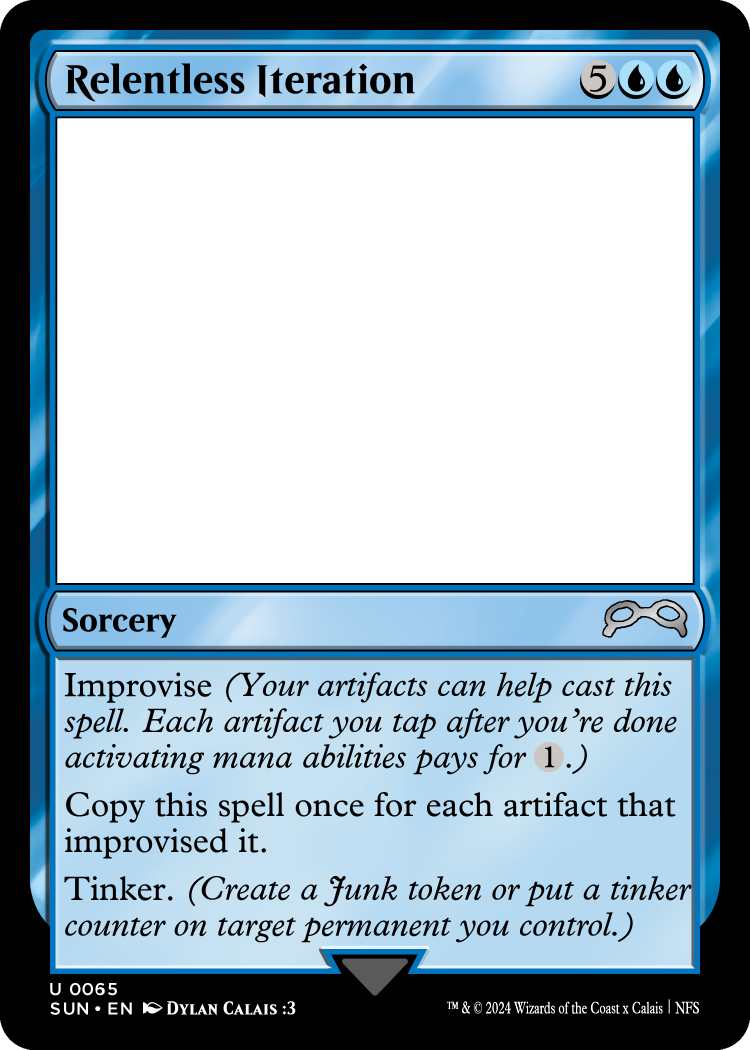 Relentless Iteration 5
Sorcery
Improvise (Your artifacts can help cast this
spell. Each artifact you tap after you're done
activating mana abilities pays for 1.)
Copy this spell once for each artifact that
improvised it.
Tinker. (Create a Junk token or put a tinker
counter on target permanent you control.)
U 0065
SUN • EN Dylan Calais :3
™ & © 2024 Wizards of the Coast x Calais | NFS